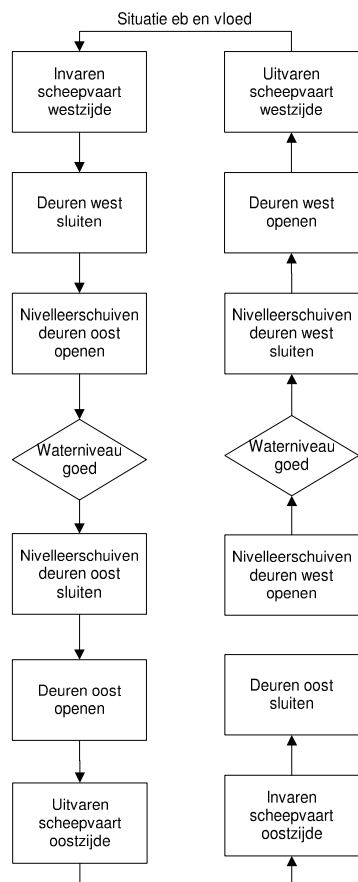 Situatie eb en vloed
Invaren
scheepvaart
westzijde
Deuren west
sluiten
Nivelleerschuiven
deuren oost
openen
Waterniveau
goed
Nivelleerschuiven
deuren oost
sluiten
Deuren oost
openen
Uitvaren
scheepvaart
oostzijde
Uitvaren
scheepvaart
westzijde
Deuren west
openen
Nivelleerschuiven
deuren west
sluiten
Waterniveau
goed
Nivelleerschuiven
deuren west
openen
Deuren oost
sluiten
Invaren
scheepvaart
oostzijde